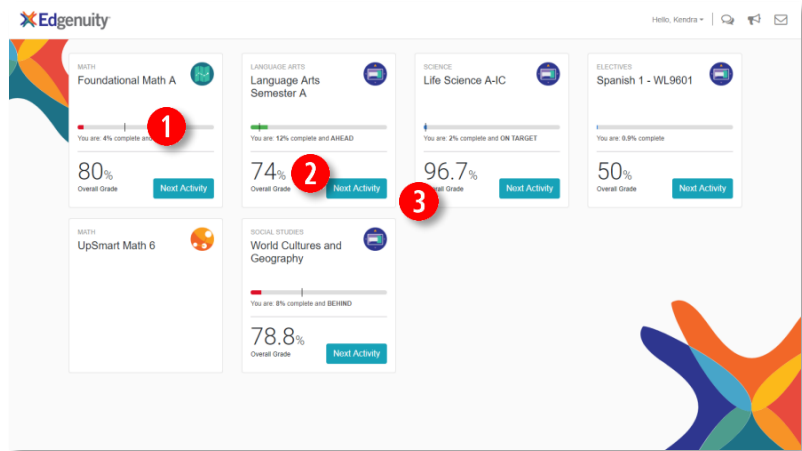 Edgenuity
Hello, Kendra
MATH
Foundational Math A
1
You are: 4% complete and
80%
Overall Grade
Next Activity
LANGUAGE ARTS
Language Arts
Semester A
You are: 12% complete and AHEAD
74%
2
Overall Grade
Next Activity
SCIENCE
Life Science A-IC
You are: 2% complete and ON TARGET
96.7%
3
Grade
Next Activity
ELECTIVES
Spanish 1 - WL9601
You are: 0.9% complete
50%
Overall Grade
Next Activity
MATH
UpSmart Math 6
SOCIAL STUDIES
World Cultures and
Geography
You are: 8% complete and BEHIND
78.8%
Overall Grade
Next Activity